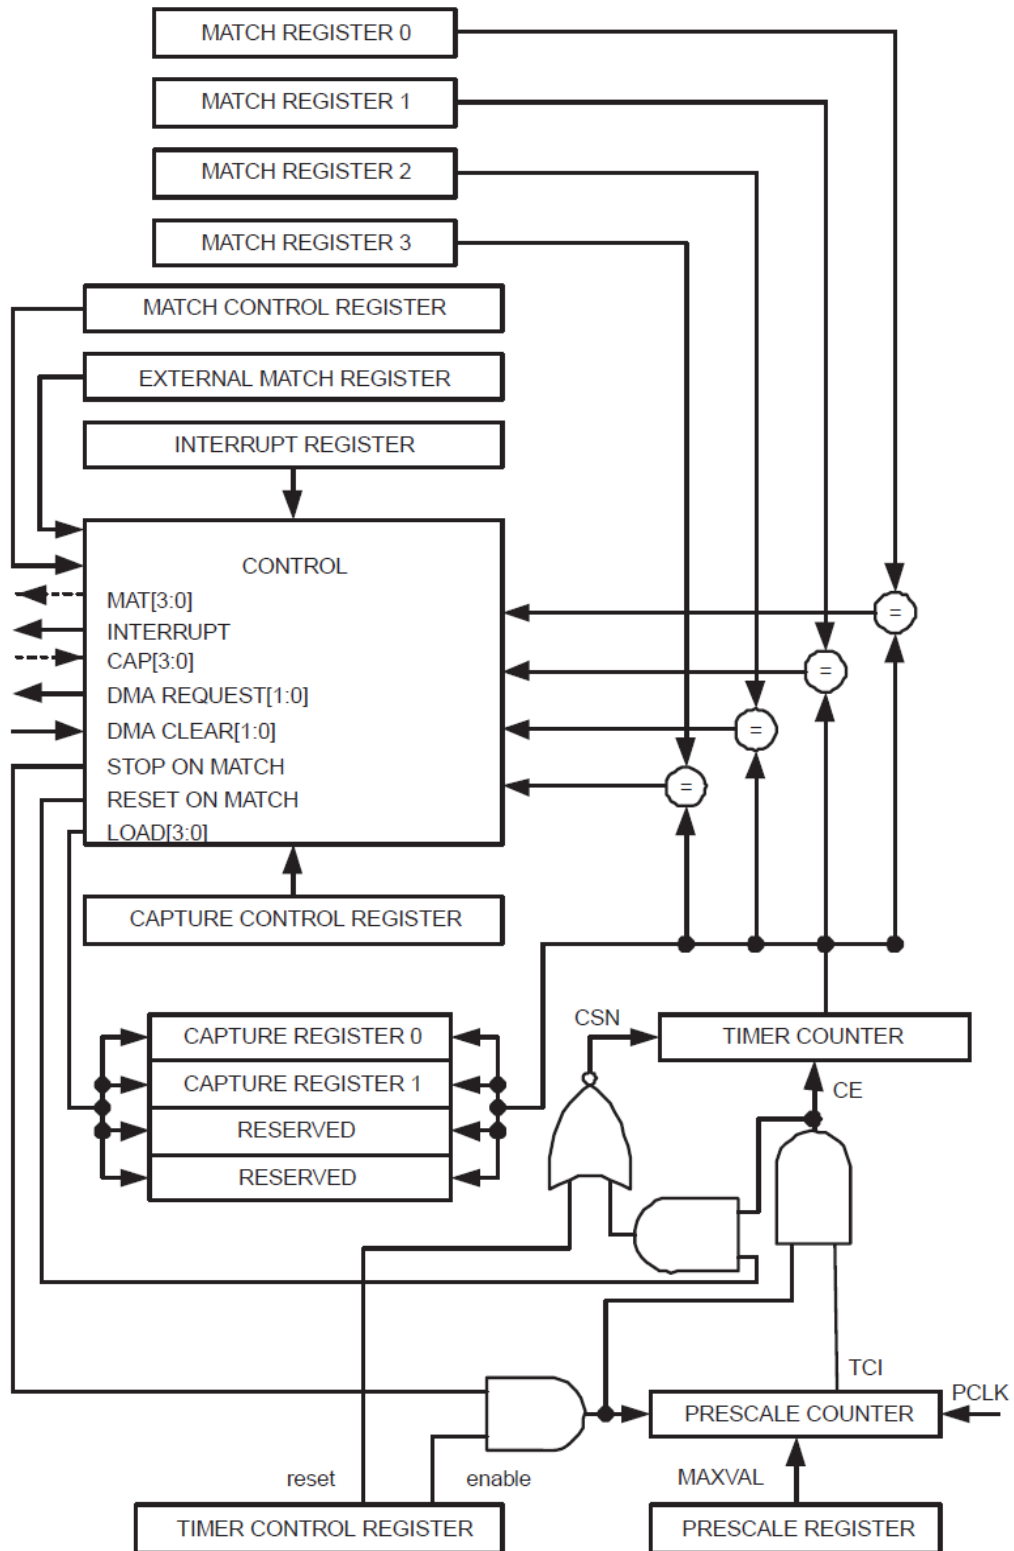 MATCH REGISTER 0
MATCH REGISTER 1
MATCH REGISTER 2
MATCH REGISTER 3
MATCH CONTROL REGISTER
EXTERNAL MATCH REGISTER
INTERRUPT REGISTER
CONTROL
MAT[3:0]
INTERRUPT
CAP[3:0]
DMA REQUEST[1:0]
DMA CLEAR[1:0]
STOP ON MATCH
RESET ON MATCH
LOAD[3:0]
=
=
=
=
CAPTURE CONTROL REGISTER
CSN
TIMER COUNTER
CAPTURE REGISTER 0
CAPTURE REGISTER 1
RESERVED
RESERVED
CE
TCI
PCLK
PRESCALE COUNTER
reset
enable
MAXVAL
TIMER CONTROL REGISTER
PRESCALE REGISTER